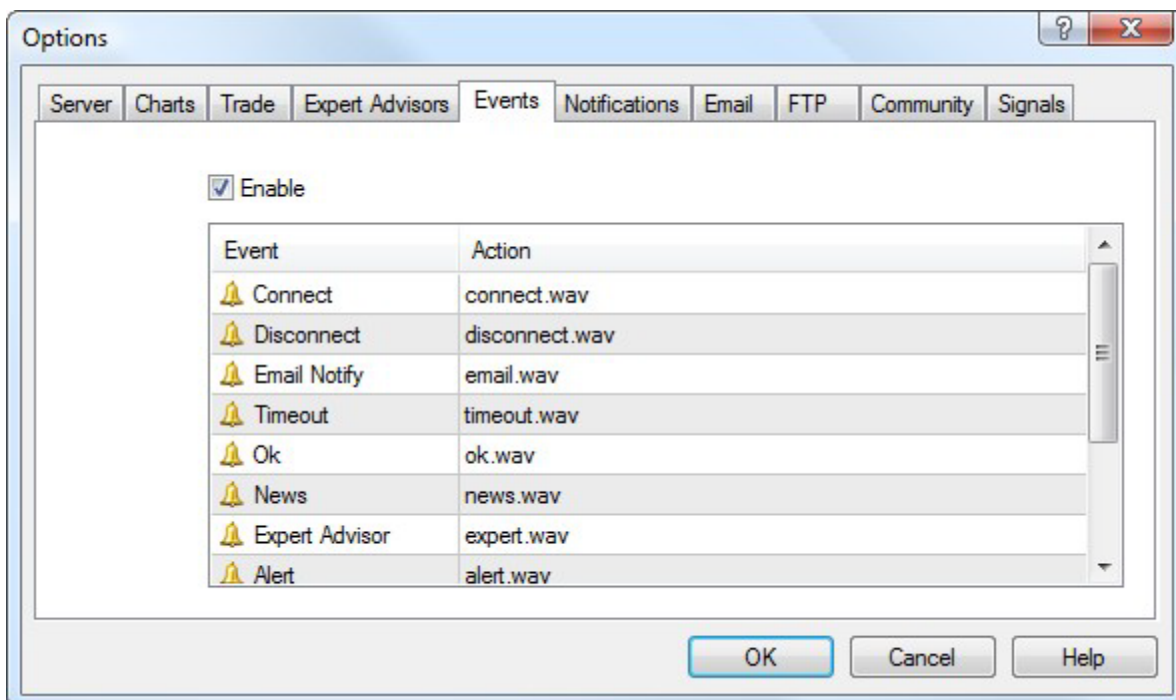 Options
Server Charts Trade Expert Advisors Events Notifications Email FTP Community Signals
Enable
Event Action
Connect connect.wav
Disconnect disconnect.wav
Email Notify email.wav
Timeout timeout.wav
Ok ok.wav
News news.wav
Expert Advisor expert.wav
Alert alert.wav
OK Cancel Help